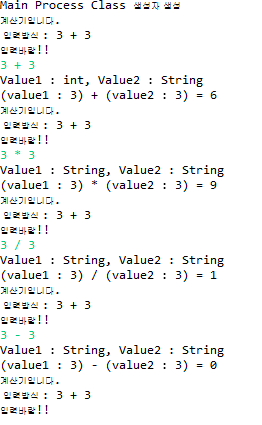 Main Process Class 생성자 생성
계산기입니다.
입력방식 : 3 + 3
입력바람!!
3 + 3
Value1 : int, Value2 : String
(value1 : 3) + (value2 : 3) = 6
계산기입니다.
입력방식 : 3 + 3
입력바람!!
3 * 3
Value1 : String, Value2 : String
(value1 : 3) * (value2 : 3) = 9
계산기입니다.
입력방식 : 3 + 3
입력바람!!
3 / 3
Value1 : String, Value2 : String
(value1 : 3) / (value2 : 3) = 1
계산기입니다.
입력방식 : 3 + 3
입력바람!!
3 - 3
Value1 : String, Value2 : String
(value1 : 3) - (value2 : 3) = 0
계산기입니다.
입력방식 : 3 + 3
입력바람!!